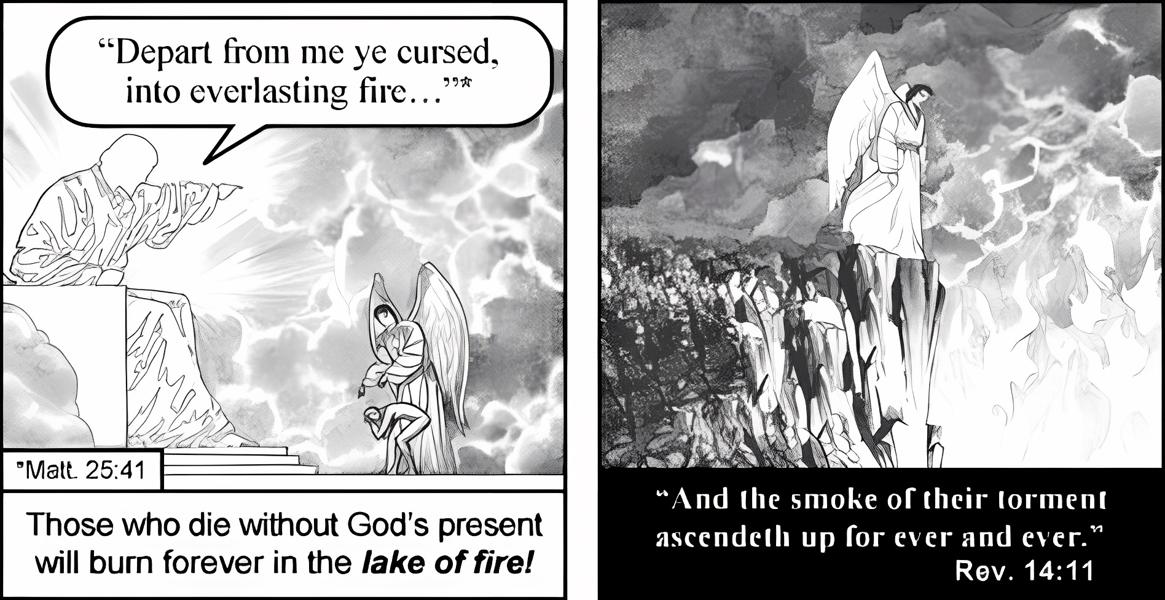 “Depart from me ye cursed,
into everlasting fire...”*
*Matt. 25:41
Those who die without God's present
will burn forever in the lake of fire!
“And the smoke of their torment
ascendeth up for ever and ever.”
Rev. 14:11